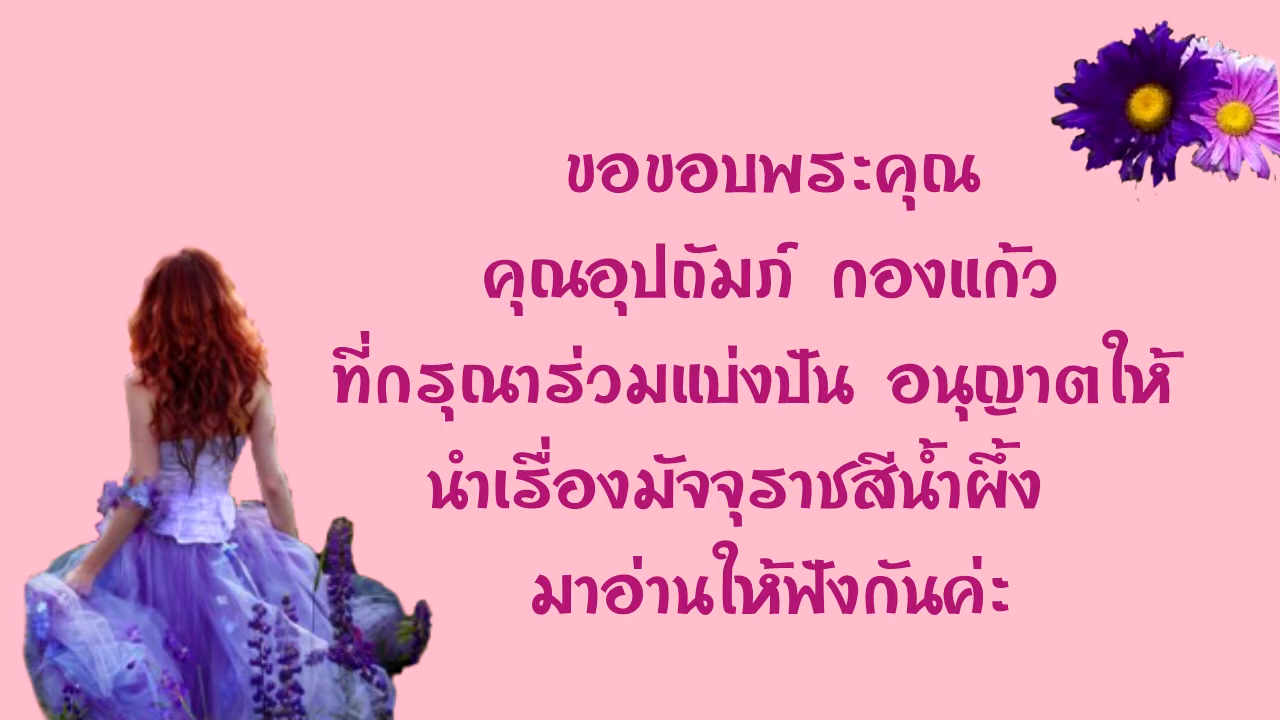 ขอขอบพระคุณ
คุณอุปถัมภ์ กองแก้ว
ที่กรุณาร่วมแบ่งปัน อนุญาตให้
นำเรื่องมัจจุราชสีน้ำผึ้ง
มาอ่านให้ฟังกันค่ะ